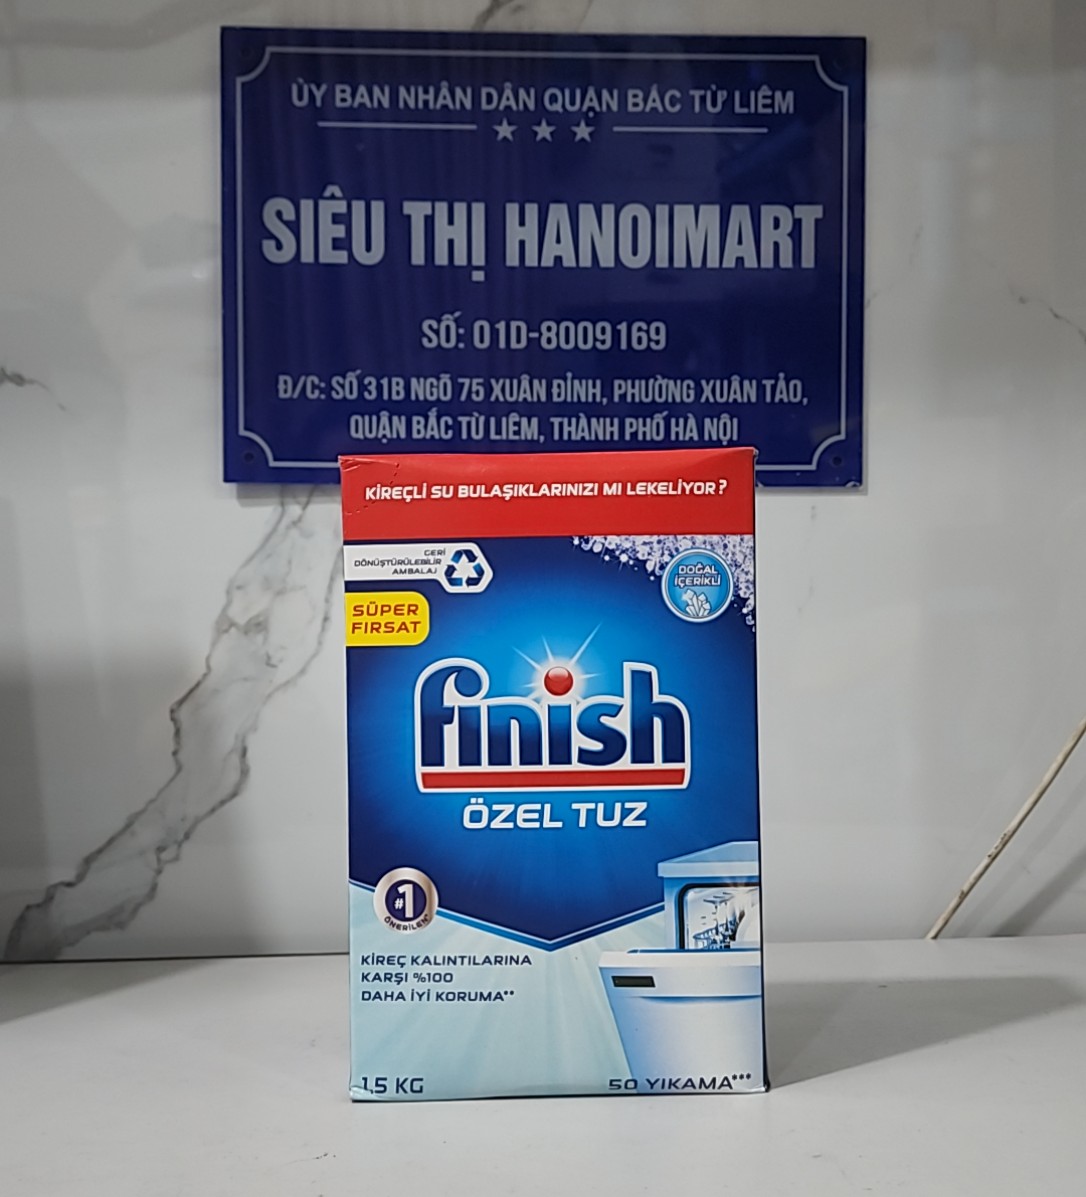 ỦY BAN NHÂN DÂN QUẬN BẮC TỪ LIÊM
SIÊU THỊ HANOIMART
SỐ: 01D-8009169
Đ/C: SỐ 31B NGÕ 75 XUÂN ĐỈNH, PHƯỜNG XUÂN TẢO,
QUẬN BẮC TỪ LIÊM, THÀNH PHỐ HÀ NỘI
KİREÇLİ SU BULAŞIKLARINIZI MI LEKELİYOR?
GERİ
DÖNÜŞTÜRÜLEBİLİR
AMBALAJ
DOĞAL
İÇERİKLİ
SÜPER
FIRSAT
finish
ÖZEL TUZ
#1
ÖNERİLEN*
KİREÇ KALINTILARINA
KARŞI %100
DAHA İYİ KORUMA**
1,5 KG
50 YIKAMA***